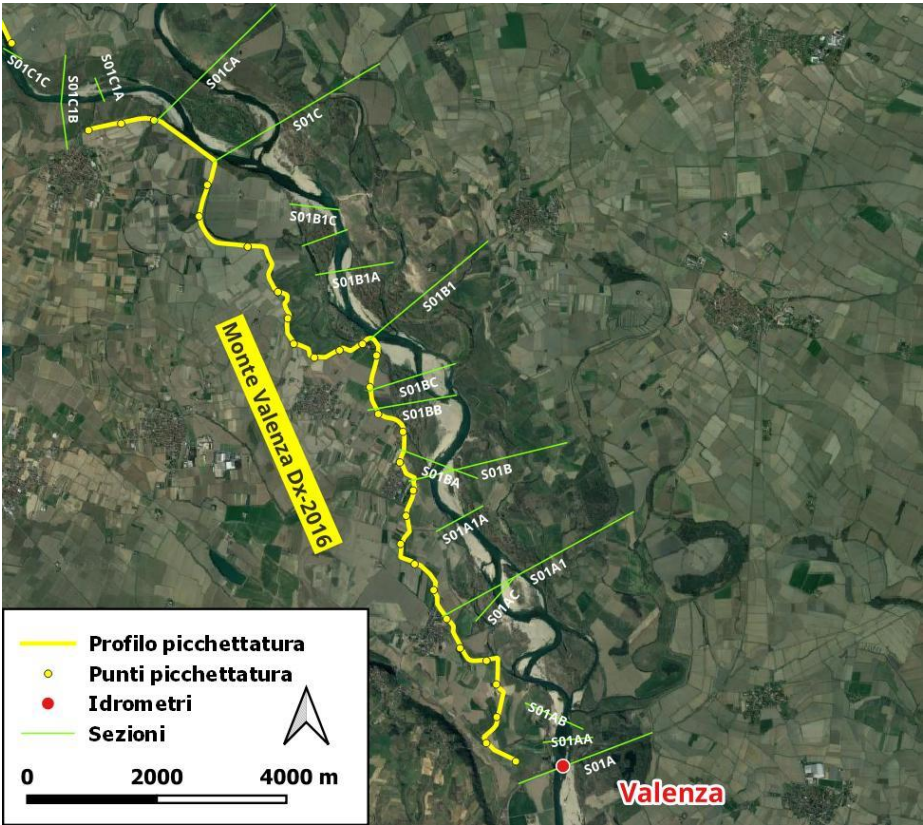 S01C1C
S01C1B
S01C1A
S01CA
S01C
S01B1C
S01B1A
S01B1
S01BC
S01BB
S01BA
S01B
S01A1A
S01A1
S01AC
S01AB
S01AA
S01A
Monte Valenza Dx-2016
Valenza
Profilo picchettatura
Punti picchettatura
Idrometri
Sezioni
0 2000 4000 m